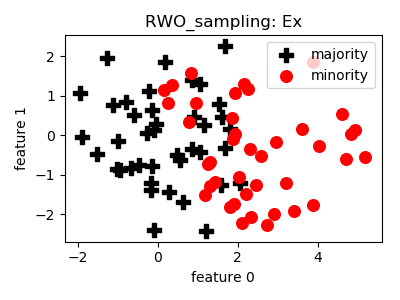 RWO_sampling: Ex
majority
minority
feature 1
2
1
0
−1
−2
−2
0
2
4
feature 0